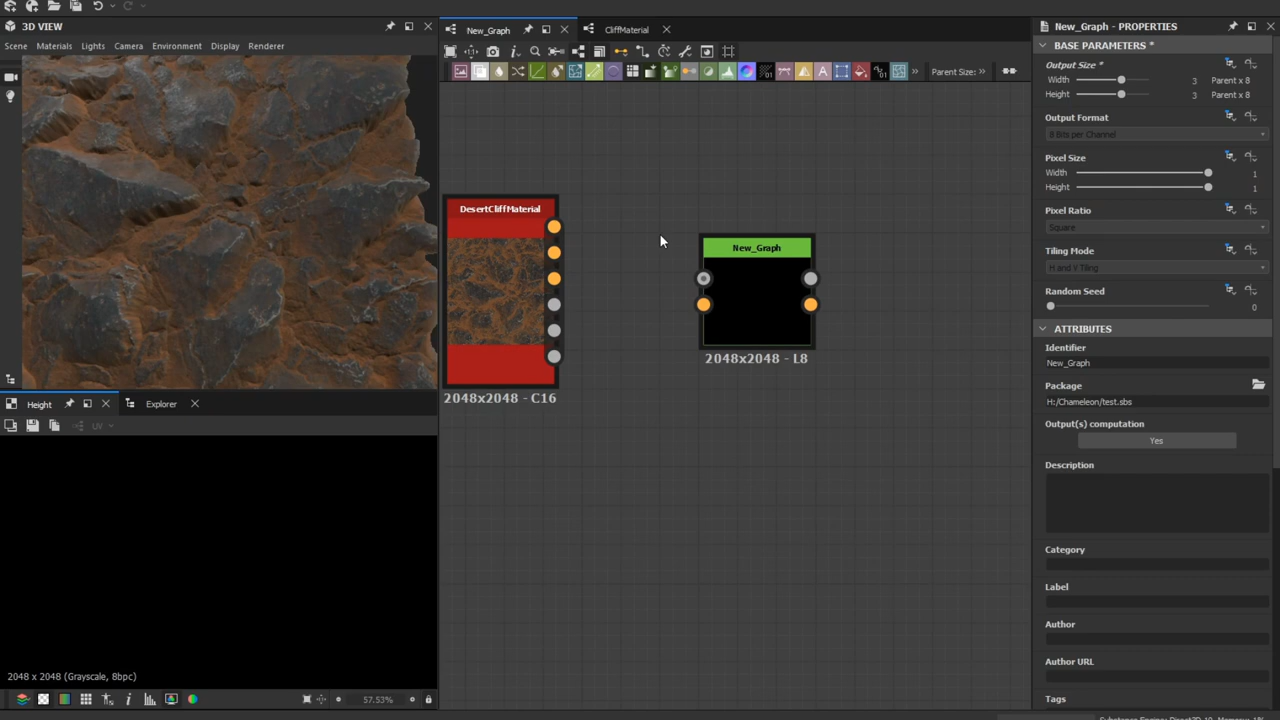 3D VIEW
Scene Materials Lights Camera Environment Display Renderer
Height
Explorer
UV
2048 x 2048 (Grayscale, 8bpc)
57.53%
New_Graph
CliffMaterial
Parent Size:
DesertCliffMaterial
2048x2048 - C16
New_Graph
2048x2048 - L8
New_Graph - PROPERTIES
BASE PARAMETERS *
Output Size *
Width 3 Parent x 8
Height 3 Parent x 8
Output Format
8 Bits per Channel
Pixel Size
Width 1
Height 1
Pixel Ratio
Square
Tiling Mode
H and V Tiling
Random Seed
0
ATTRIBUTES
Identifier
New_Graph
Package
H:/Chameleon/test.sbs
Output(s) computation
Yes
Description
Category
Label
Author
Author URL
Tags